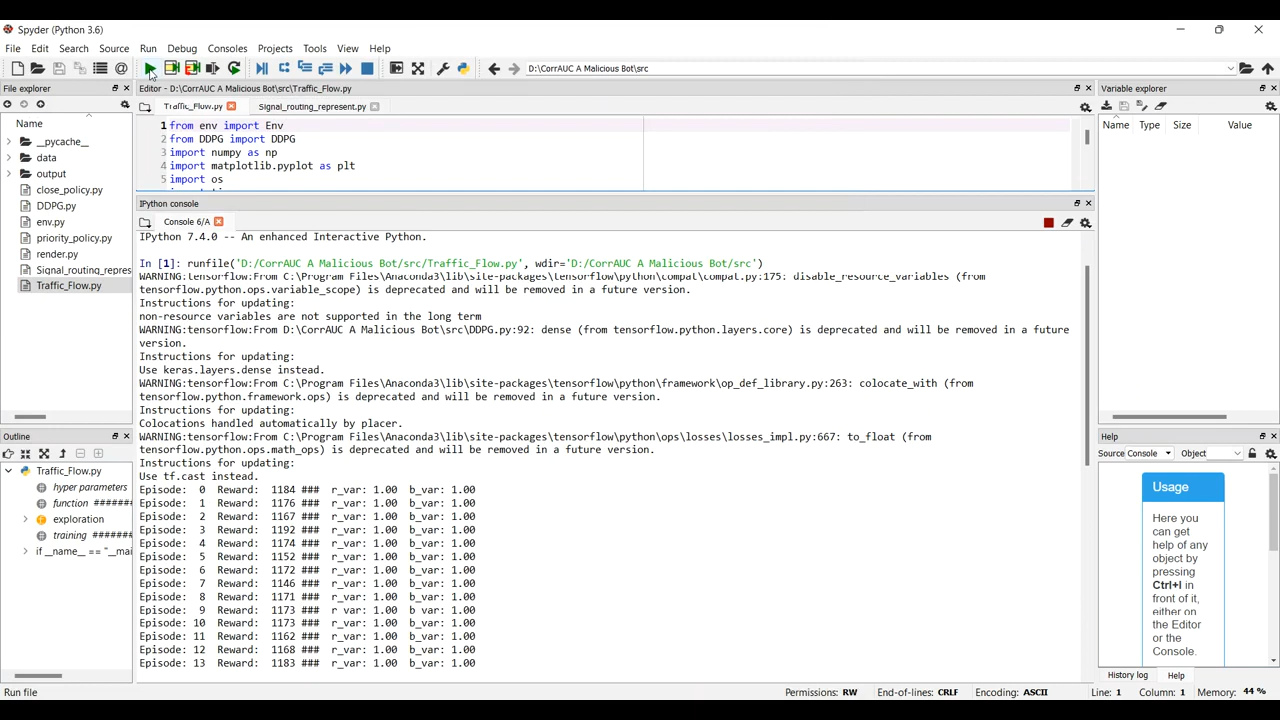 Spyder (Python 3.6)
File Edit Search Source Run Debug Consoles Projects Tools View Help
D:\CorrAUC A Malicious Bot\src
File explorer
Name
__pycache__
data
output
close_policy.py
DDPG.py
env.py
priority_policy.py
render.py
Signal_routing_repres
Traffic_Flow.py
Outline
Traffic_Flow.py
hyper parameters
function #######
exploration
training #######
if __name__ == "__mai
Editor - D:\CorrAUC A Malicious Bot\src\Traffic_Flow.py
Traffic_Flow.py Signal_routing_represent.py
1 from env import Env
2 from DDPG import DDPG
3 import numpy as np
4 import matplotlib.pyplot as plt
5 import os
IPython console
Console 6/A
IPython 7.4.0 -- An enhanced Interactive Python.
In [1]: runfile('D:/CorrAUC A Malicious Bot/src/Traffic_Flow.py', wdir='D:/CorrAUC A Malicious Bot/src')
WARNING:tensorflow:From C:\Program Files\Anaconda3\lib\site-packages\tensorflow\python\compat\compat.py:175: disable_resource_variables (from
tensorflow.python.ops.variable_scope) is deprecated and will be removed in a future version.
Instructions for updating:
non-resource variables are not supported in the long term
WARNING:tensorflow:From D:\CorrAUC A Malicious Bot\src\DDPG.py:92: dense (from tensorflow.python.layers.core) is deprecated and will be removed in a future
version.
Instructions for updating:
Use keras.layers.dense instead.
WARNING:tensorflow:From C:\Program Files\Anaconda3\lib\site-packages\tensorflow\python\framework\op_def_library.py:263: colocate_with (from
tensorflow.python.framework.ops) is deprecated and will be removed in a future version.
Instructions for updating:
Colocations handled automatically by placer.
WARNING:tensorflow:From C:\Program Files\Anaconda3\lib\site-packages\tensorflow\python\ops\losses\losses_impl.py:667: to_float (from
tensorflow.python.ops.math_ops) is deprecated and will be removed in a future version.
Instructions for updating:
Use tf.cast instead.
Episode: 0 Reward: 1184 ### r_var: 1.00 b_var: 1.00
Episode: 1 Reward: 1176 ### r_var: 1.00 b_var: 1.00
Episode: 2 Reward: 1167 ### r_var: 1.00 b_var: 1.00
Episode: 3 Reward: 1192 ### r_var: 1.00 b_var: 1.00
Episode: 4 Reward: 1174 ### r_var: 1.00 b_var: 1.00
Episode: 5 Reward: 1152 ### r_var: 1.00 b_var: 1.00
Episode: 6 Reward: 1172 ### r_var: 1.00 b_var: 1.00
Episode: 7 Reward: 1146 ### r_var: 1.00 b_var: 1.00
Episode: 8 Reward: 1171 ### r_var: 1.00 b_var: 1.00
Episode: 9 Reward: 1173 ### r_var: 1.00 b_var: 1.00
Episode: 10 Reward: 1173 ### r_var: 1.00 b_var: 1.00
Episode: 11 Reward: 1162 ### r_var: 1.00 b_var: 1.00
Episode: 12 Reward: 1168 ### r_var: 1.00 b_var: 1.00
Episode: 13 Reward: 1183 ### r_var: 1.00 b_var: 1.00
Variable explorer
Name Type Size Value
Help
Source Console Object
Usage
Here you
can get
help of any
object by
pressing
Ctrl+I in
front of it,
either on
the Editor
or the
Console.
History log Help
Run file
Permissions: RW End-of-lines: CRLF Encoding: ASCII Line: 1 Column: 1 Memory: 44 %